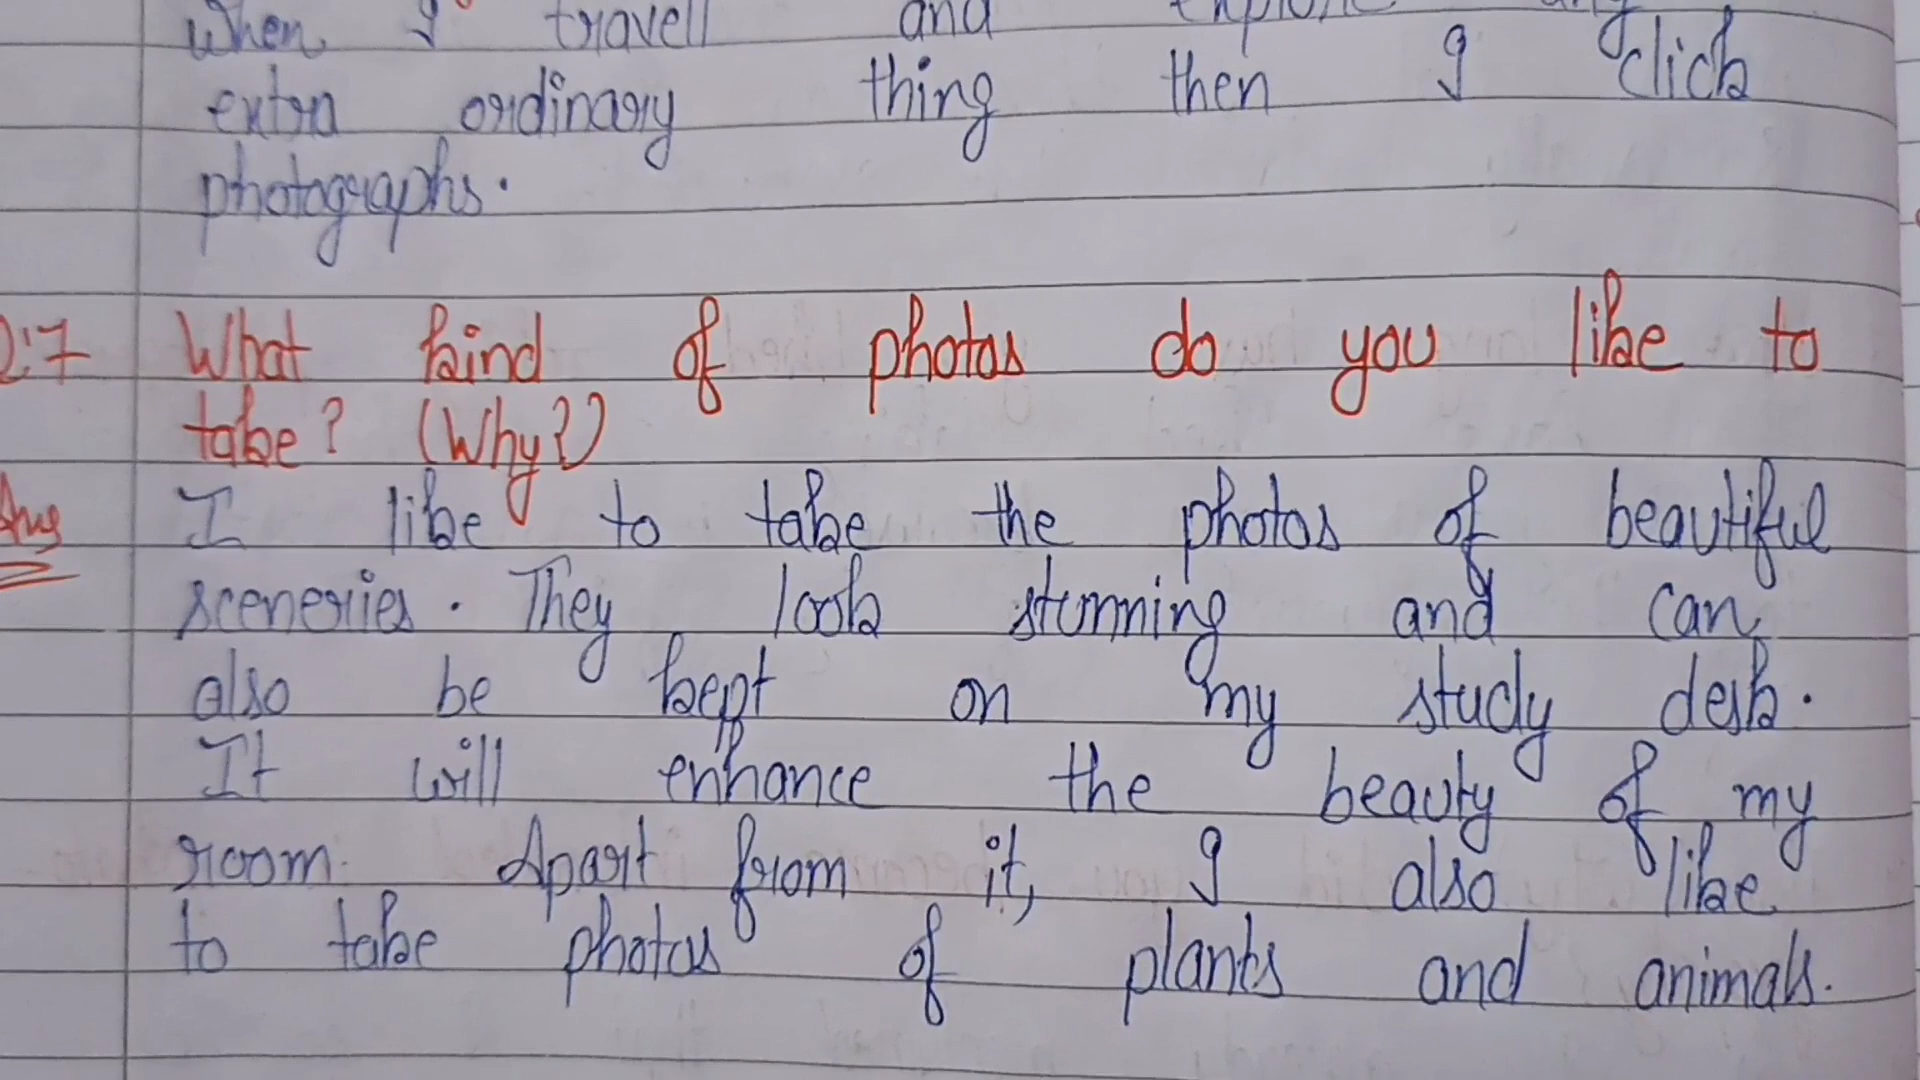 When I travell and explore any
extra ordinary thing then I click
photographs.
Q:7 What kind of photos do you like to
take? (Why?)
Ans I like to take the photos of beautiful
sceneries. They look stunning and can
also be kept on my study desk.
It will enhance the beauty of my
room. Apart from it, I also like
to take photos of plants and animals.